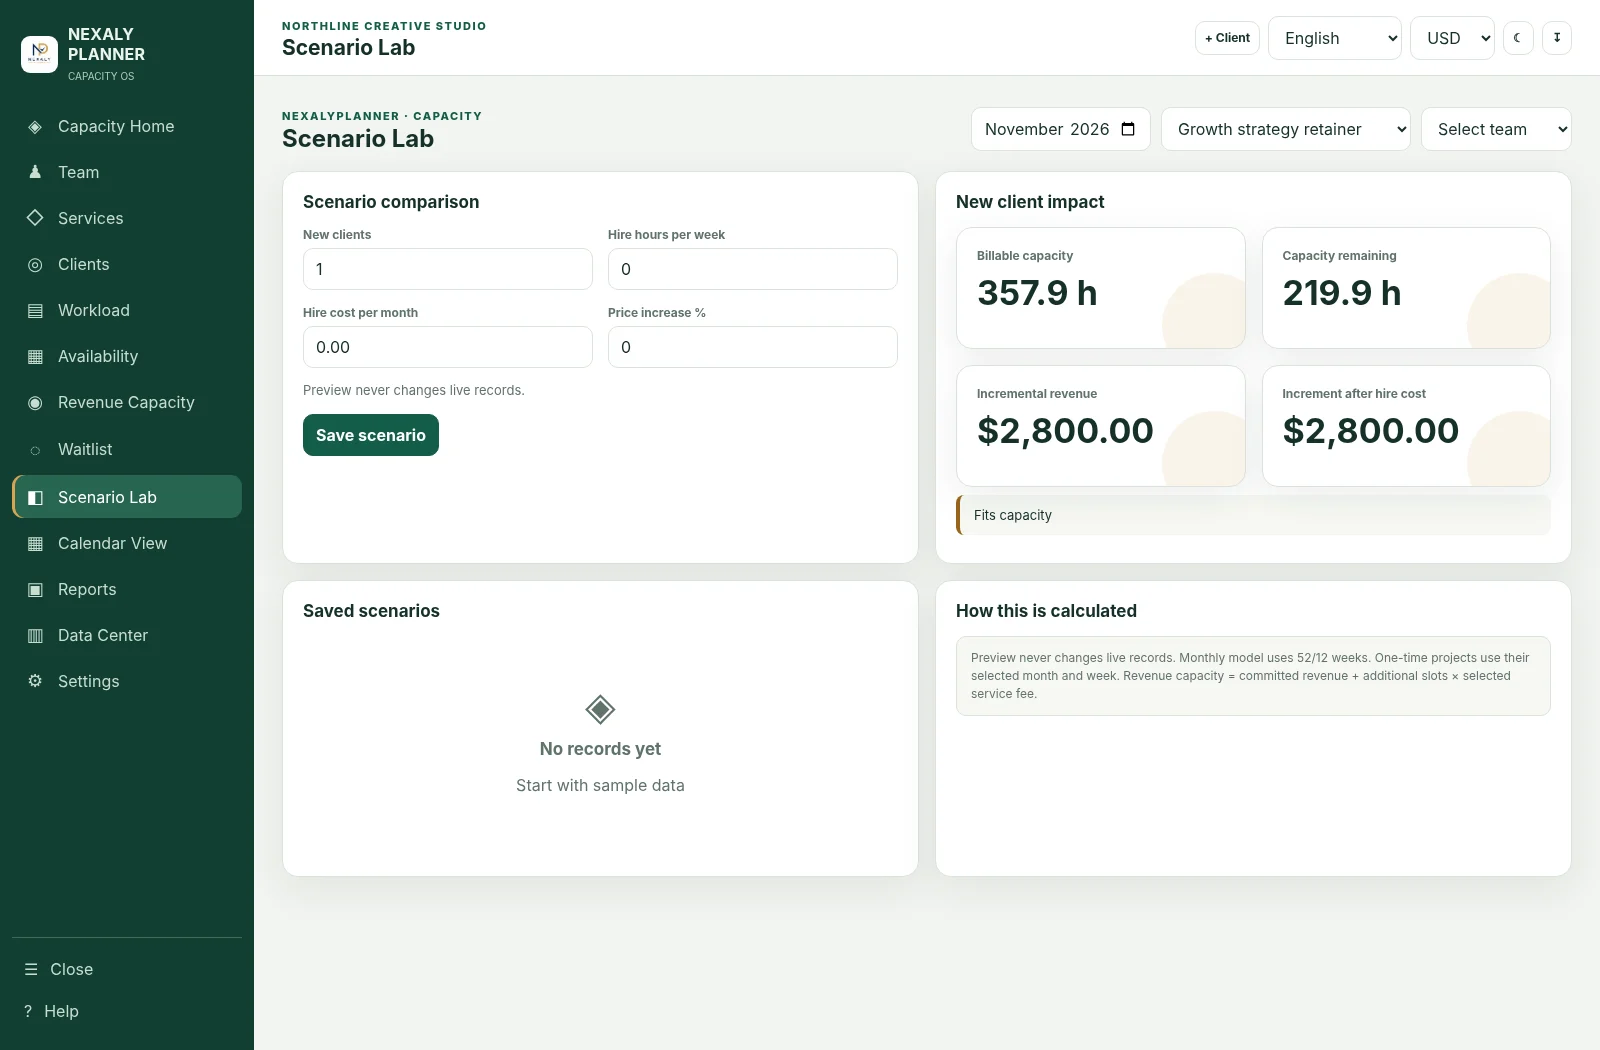 NEXALY
PLANNER
CAPACITY OS
Capacity Home
Team
Services
Clients
Workload
Availability
Revenue Capacity
Waitlist
Scenario Lab
Calendar View
Reports
Data Center
Settings
Close
? Help
NORTHLINE CREATIVE STUDIO
Scenario Lab
+ Client
English
USD
NEXALYPLANNER · CAPACITY
Scenario Lab
November 2026
Growth strategy retainer
Select team
Scenario comparison
New clients
Hire hours per week
1
0
Hire cost per month
Price increase %
0.00
0
Preview never changes live records.
Save scenario
New client impact
Billable capacity
357.9 h
Capacity remaining
219.9 h
Incremental revenue
$2,800.00
Increment after hire cost
$2,800.00
Fits capacity
Saved scenarios
No records yet
Start with sample data
How this is calculated
Preview never changes live records. Monthly model uses 52/12 weeks. One-time projects use their
selected month and week. Revenue capacity = committed revenue + additional slots × selected
service fee.